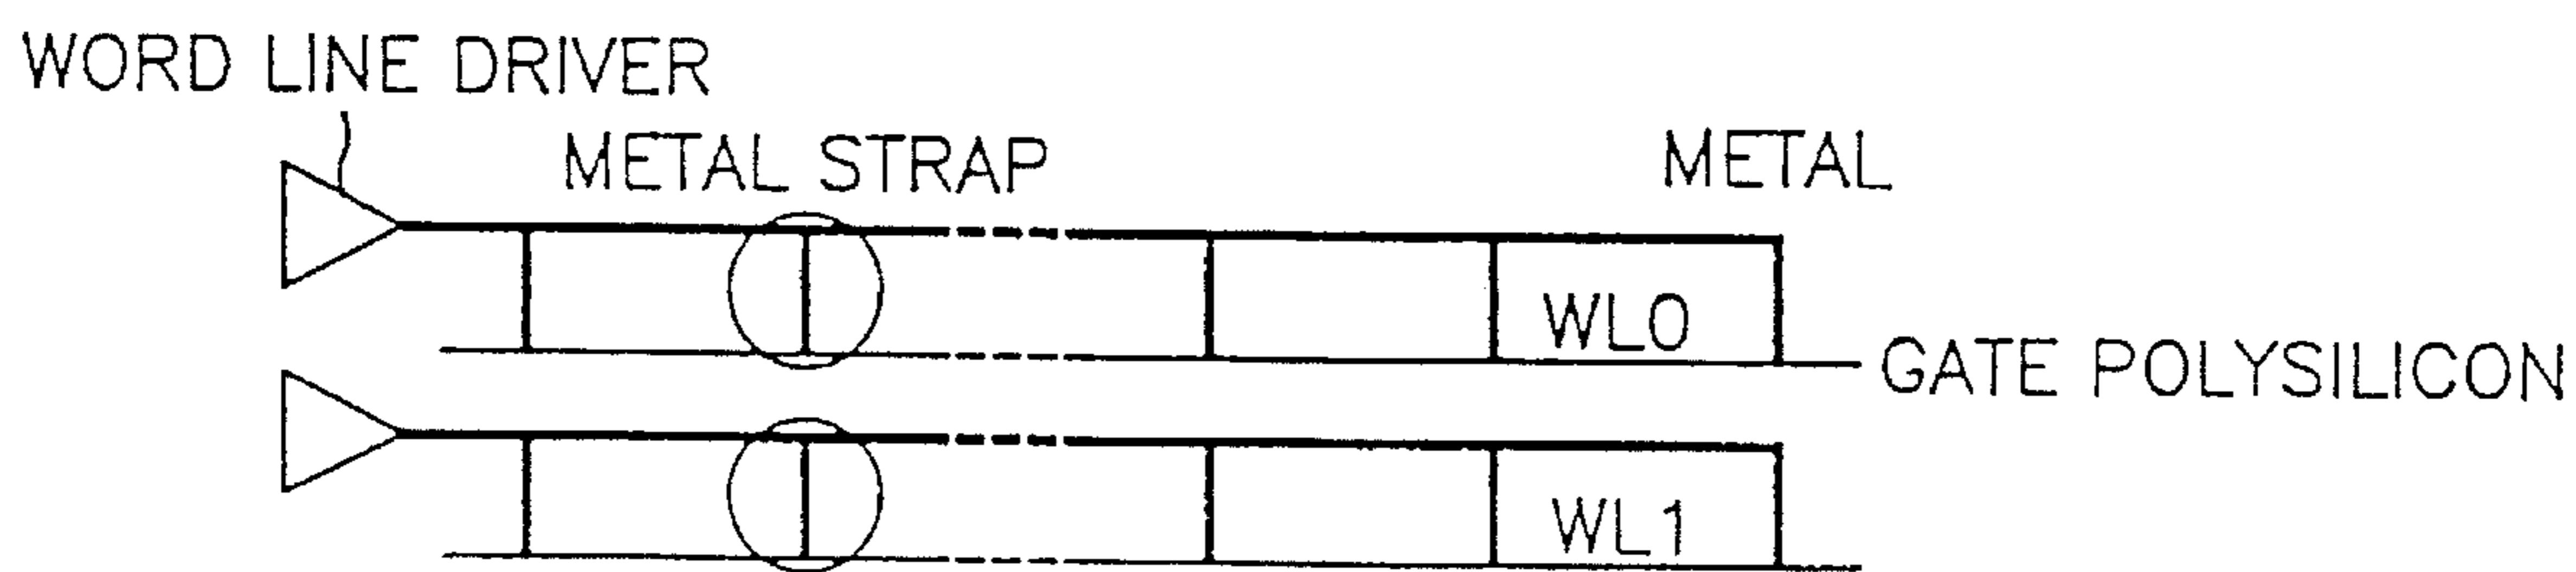 WORD LINE DRIVER
METAL STRAP
METAL
WL0
GATE POLYSILICON
WL1